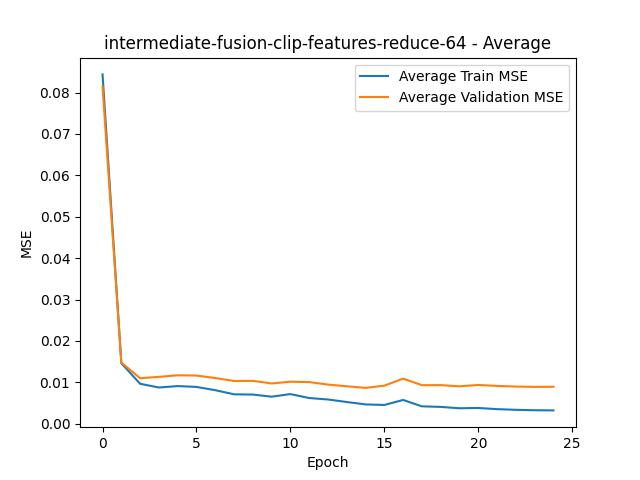 intermediate-fusion-clip-features-reduce-64 - Average
Average Train MSE
Average Validation MSE
0.08
0.07
0.06
0.05
0.04
0.03
0.02
0.01
0.00
MSE
0 5 10 15 20 25
Epoch